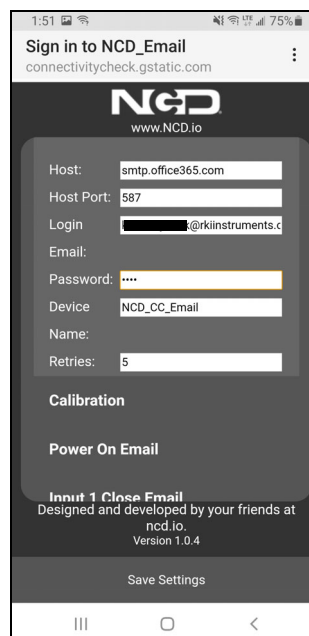 1:51 LTE 75%
Sign in to NCD_Email
connectivitycheck.gstatic.com
NCD
www.NCD.io
Host: smtp.office365.com
Host Port: 587
Login @rkiinstruments.c
Email:
Password: ••••
Device NCD_CC_Email
Name:
Retries: 5
Calibration
Power On Email
Input 1 Close Email
Designed and developed by your friends at
ncd.io.
Version 1.0.4
Save Settings